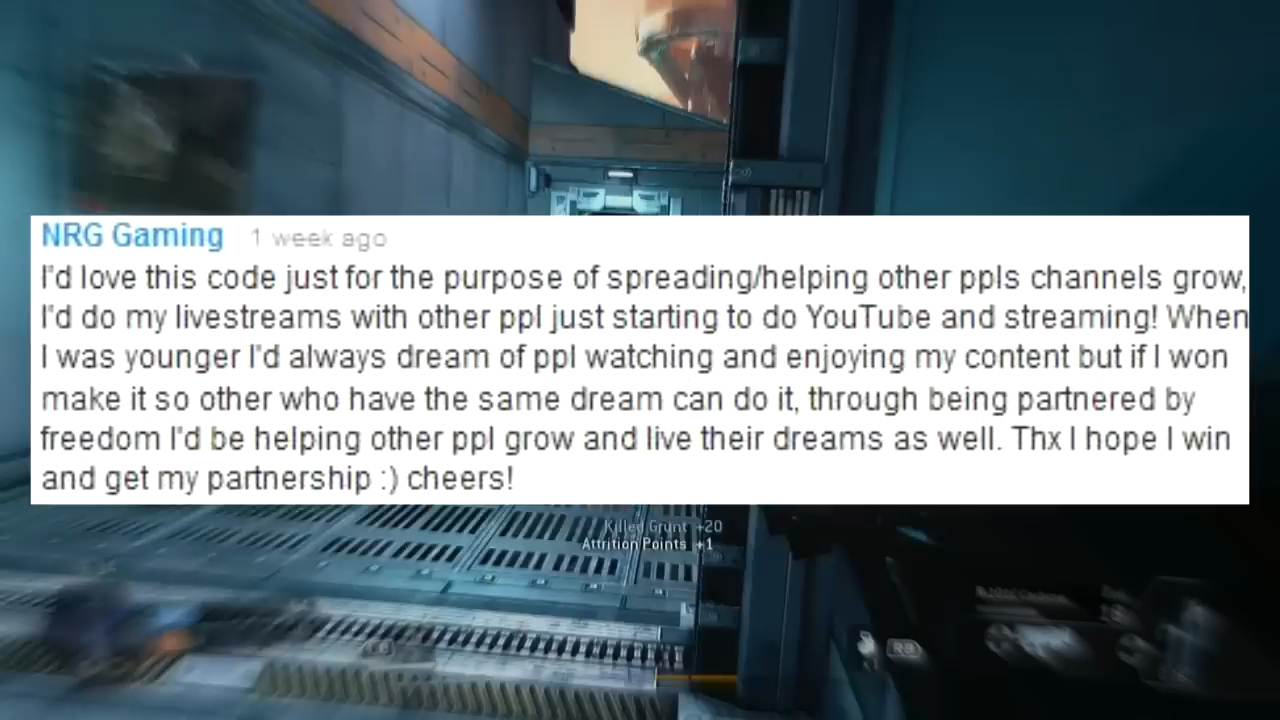 NRG Gaming 1 week ago
I'd love this code just for the purpose of spreading/helping other ppls channels grow,
I'd do my livestreams with other ppl just starting to do YouTube and streaming! When
I was younger I'd always dream of ppl watching and enjoying my content but if I won
make it so other who have the same dream can do it, through being partnered by
freedom I'd be helping other ppl grow and live their dreams as well. Thx I hope I win
and get my partnership :) cheers!
Killed Grunt +20
Attrition Points +1
RB